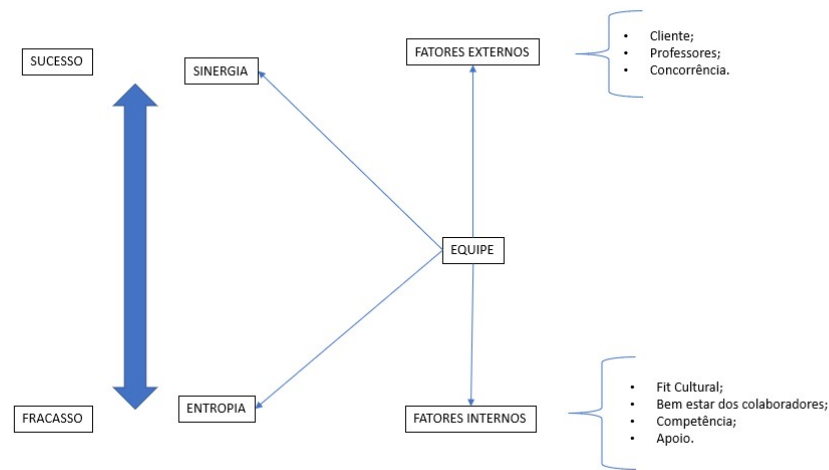 SUCESSO
SINERGIA
FATORES EXTERNOS
• Cliente;
• Professores;
• Concorrência.
EQUIPE
FRACASSO
ENTROPIA
FATORES INTERNOS
• Fit Cultural;
• Bem estar dos colaboradores;
• Competência;
• Apoio.